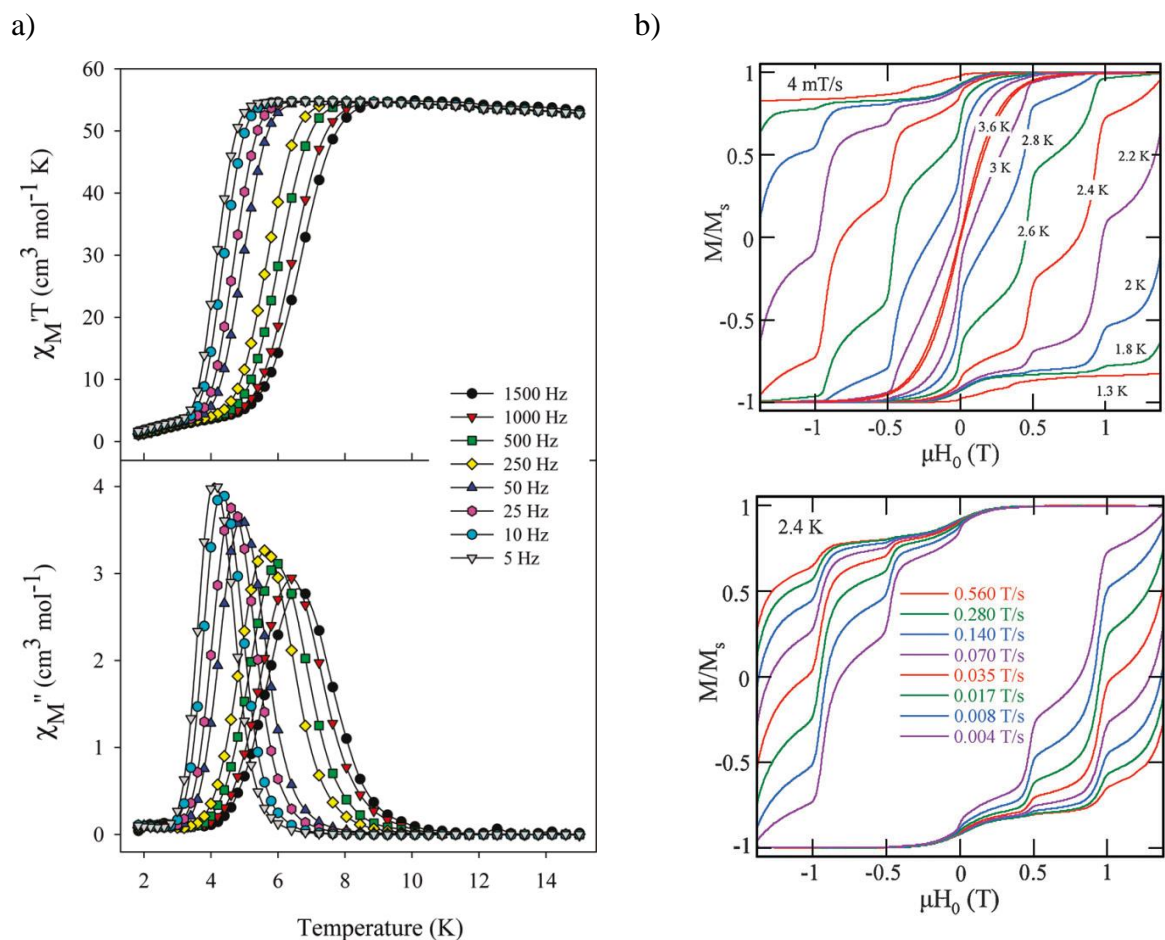 a)
60
50
40
30
20
10
0
χM'T (cm³ mol⁻¹ K)
1500 Hz
1000 Hz
500 Hz
250 Hz
50 Hz
25 Hz
10 Hz
5 Hz
4
3
2
1
0
χM" (cm³ mol⁻¹)
2 4 6 8 10 12 14
Temperature (K)
b)
4 mT/s
1
0.5
0
-0.5
-1
M/Ms
3.6 K
3 K
2.8 K
2.6 K
2.4 K
2.2 K
2 K
1.8 K
1.3 K
-1 -0.5 0 0.5 1
μH₀ (T)
2.4 K
1
0.5
0
-0.5
-1
M/Ms
0.560 T/s
0.280 T/s
0.140 T/s
0.070 T/s
0.035 T/s
0.017 T/s
0.008 T/s
0.004 T/s
-1 -0.5 0 0.5 1
μH₀ (T)